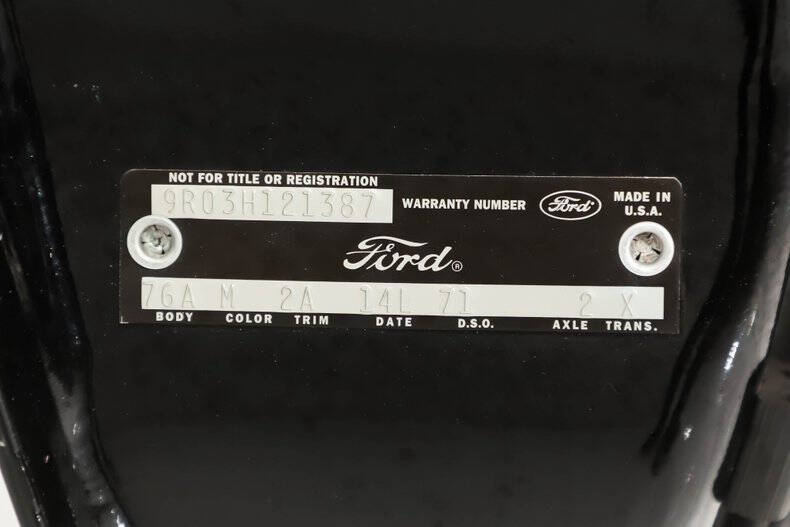 NOT FOR TITLE OR REGISTRATION
9R03H121387 WARRANTY NUMBER Ford MADE IN U.S.A.
Ford®
76A M 2A 14L 71 2 X
BODY COLOR TRIM DATE D.S.O. AXLE TRANS.